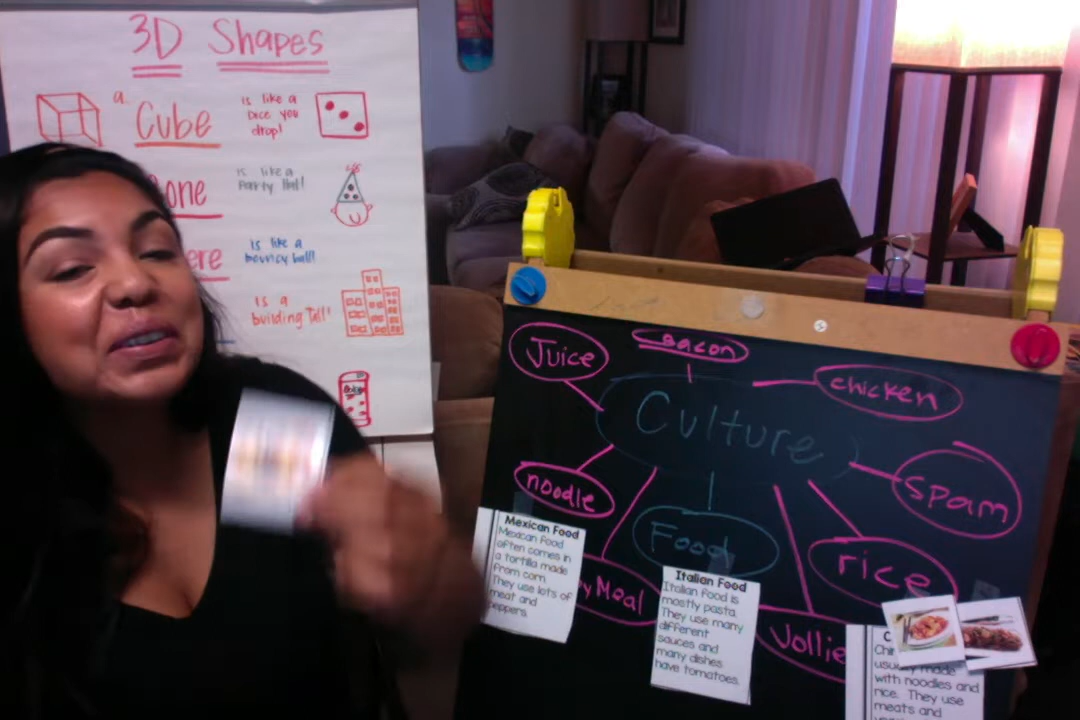 3D Shapes
a Cube
is like a
Dice you
drop!
is like a
Party Hat!
is like a
bouncy ball!
is a
building Tall!
Juice
Bacon
chicken
Culture
Spam
noodle
Food
rice
Meal
Mexican Food
Mexican food
often comes in
a tortilla made
from corn.
They use lots of
meat and
peppers.
Italian Food
Italian food is
mostly pasta.
They use many
different
sauces and
many dishes
have tomatoes.
made
with noodles and
rice. They use
meats and